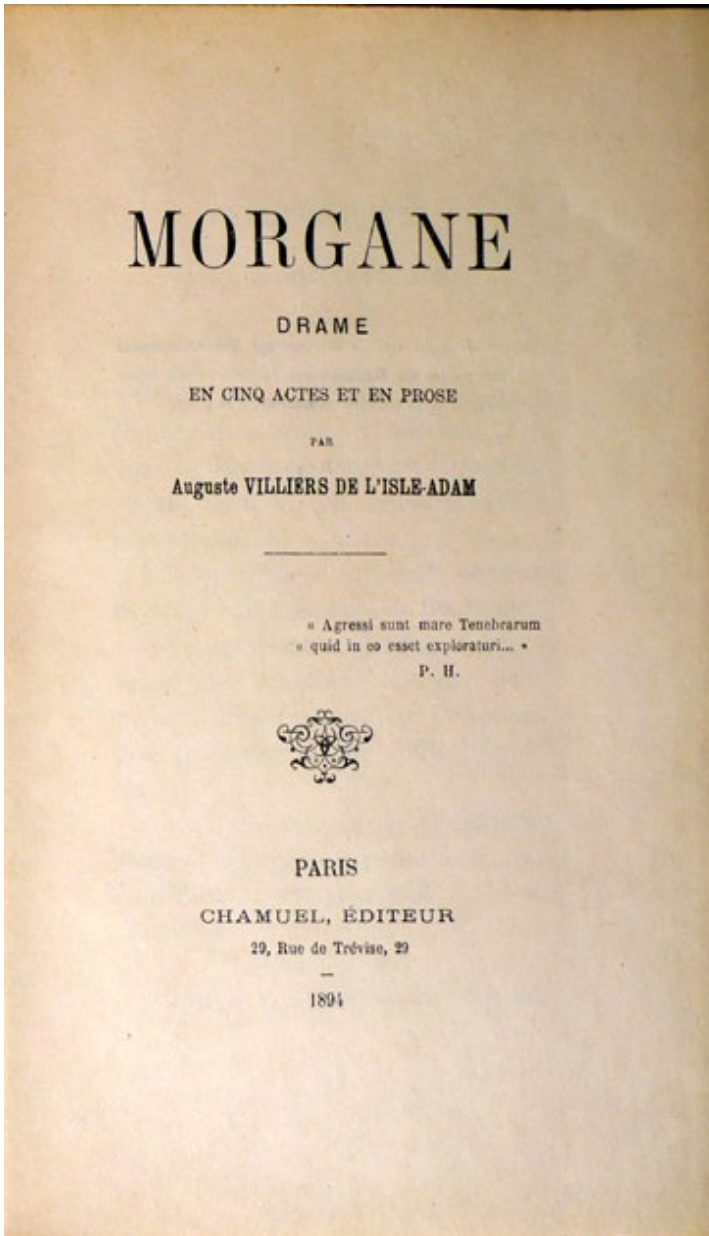 MORGANE
DRAME
EN CINQ ACTES ET EN PROSE
PAR
Auguste VILLIERS DE L'ISLE-ADAM
« Agressi sunt mare Tenebrarum
« quid in eo esset exploraturi... »
P. H.
PARIS
CHAMUEL, ÉDITEUR
29, Rue de Trévise, 29
1894